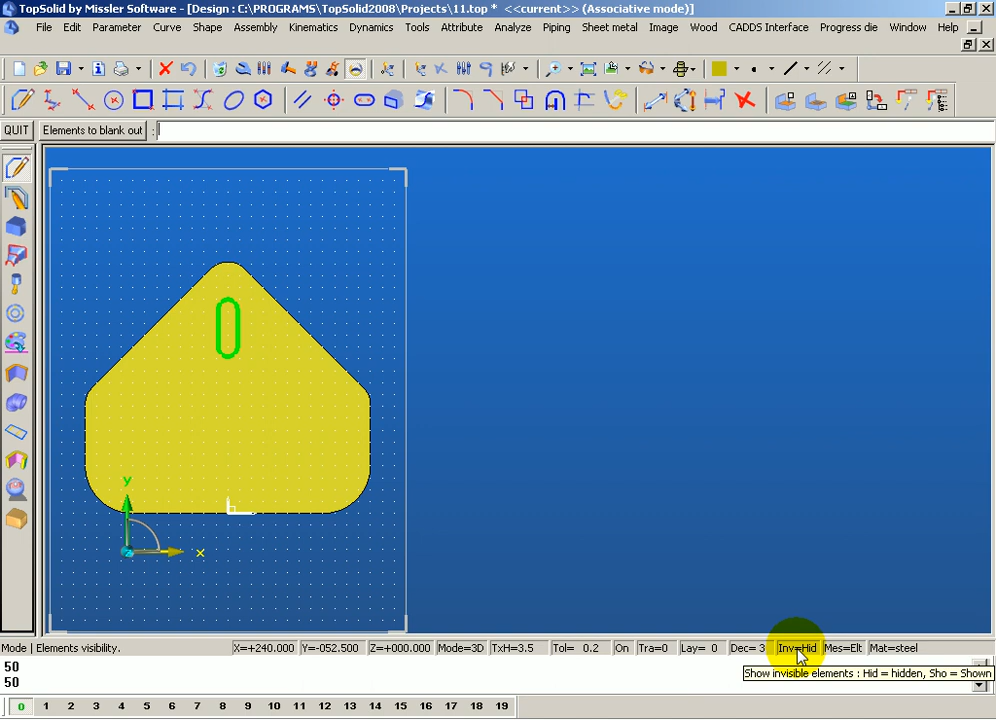 TopSolid by Missler Software - [Design : C:\PROGRAMS\TopSolid2008\Projects\11.top * <<current>> (Associative mode)]
File Edit Parameter Curve Shape Assembly Kinematics Dynamics Tools Attribute Analyze Piping Sheet metal Image Wood CADDS Interface Progress die Window Help
QUIT Elements to blank out :
y
x
Mode | Elements visibility. X=+240.000 Y=-052.500 Z=+000.000 Mode=3D TxH=3.5 Tol= 0.2 On Tra=0 Lay= 0 Dec= 3 Inv=Hid Mes=Elt Mat=steel
50
Show invisible elements : Hid = hidden, Sho = Shown
50
0 1 2 3 4 5 6 7 8 9 10 11 12 13 14 15 16 17 18 19